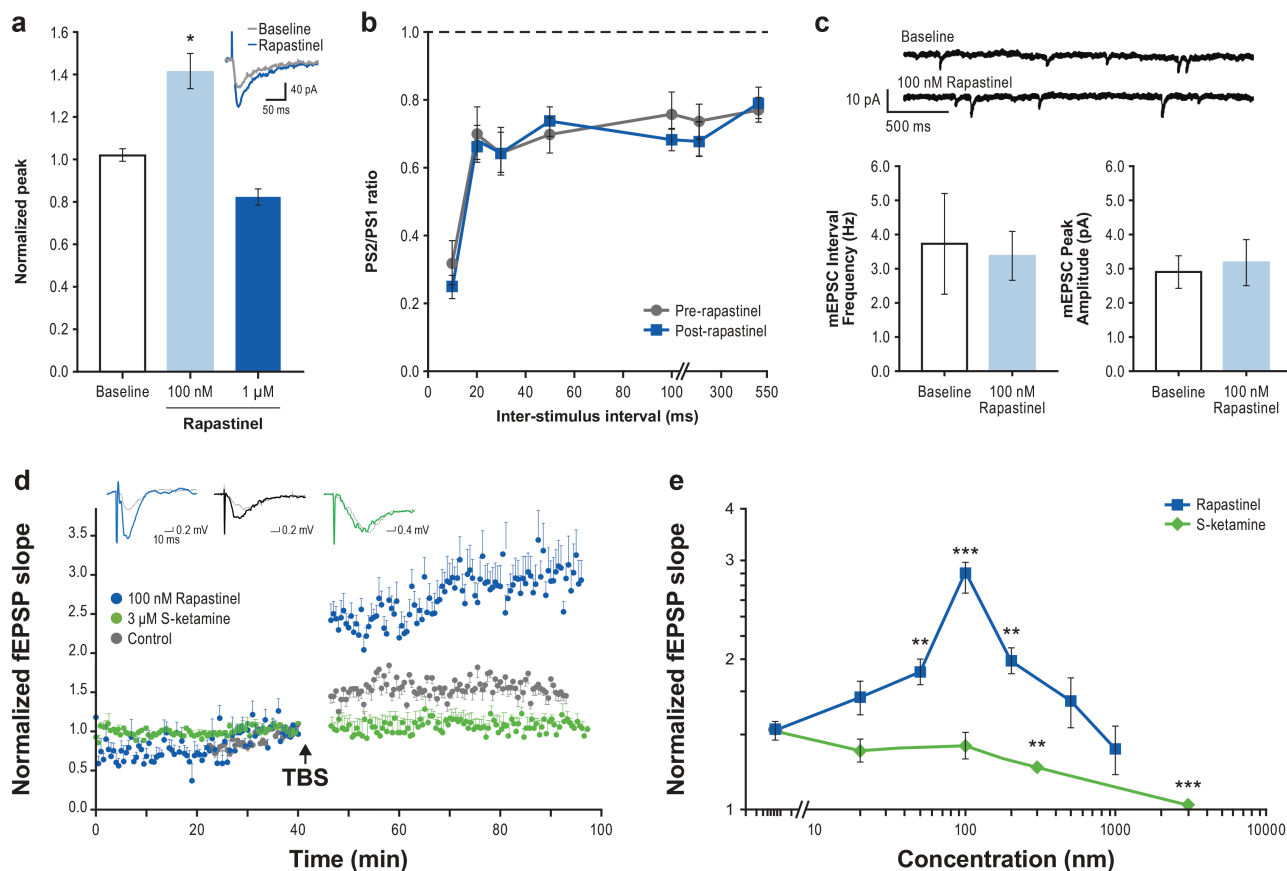 a
Normalized peak
1.6
1.4
1.2
1.0
0.8
0.6
0.4
0.2
0.0
*
Baseline
Rapastinel
40 pA
50 ms
Baseline
100 nM
1 µM
Rapastinel
b
PS2/PS1 ratio
1.0
0.8
0.6
0.4
0.2
0
Pre-rapastinel
Post-rapastinel
0
20
40
60
80
100
300
550
Inter-stimulus interval (ms)
c
Baseline
100 nM Rapastinel
10 pA
500 ms
mEPSC Interval
Frequency (Hz)
6.0
5.0
4.0
3.0
2.0
1.0
0.0
Baseline
100 nM
Rapastinel
mEPSC Peak
Amplitude (pA)
6.0
5.0
4.0
3.0
2.0
1.0
0.0
Baseline
100 nM
Rapastinel
d
Normalized fEPSP slope
0.2 mV
10 ms
0.2 mV
0.4 mV
3.5
3.0
2.5
2.0
1.5
1.0
0.5
0.0
100 nM Rapastinel
3 µM S-ketamine
Control
TBS
0
20
40
60
80
100
Time (min)
e
Normalized fEPSP slope
4
3
2
1
Rapastinel
S-ketamine
***
**
**
**
***
10
100
1000
10000
Concentration (nm)